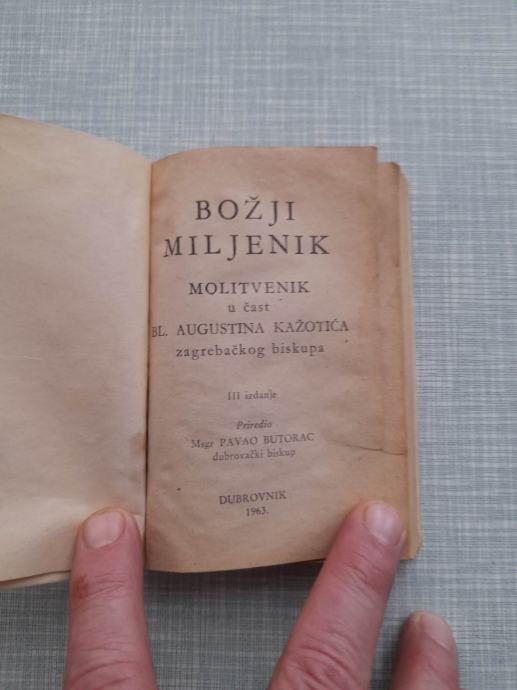 BOŽJI
MILJENIK
MOLITVENIK
u čast
BL. AUGUSTINA KAŽOTIĆA
zagrebačkog biskupa
III izdanje
Priredio
Msgr PAVAO BUTORAC
dubrovački biskup
DUBROVNIK
1963.